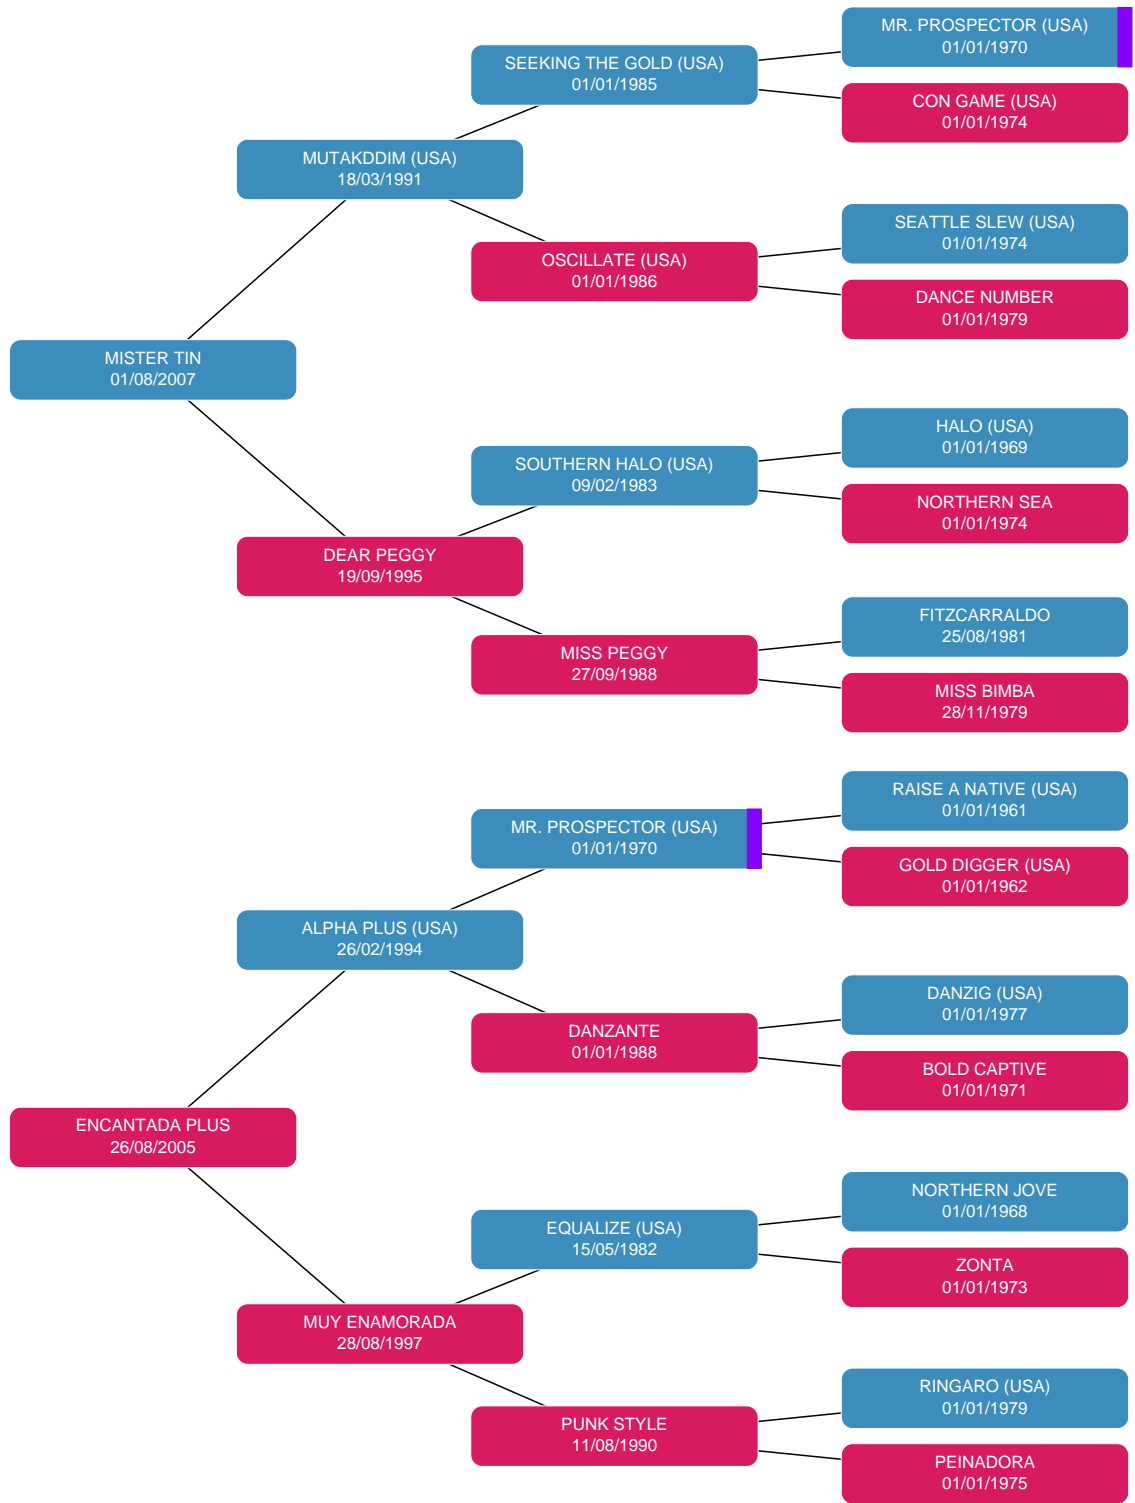 MR. PROSPECTOR (USA)
01/01/1970
SEEKING THE GOLD (USA)
01/01/1985
CON GAME (USA)
01/01/1974
MUTAKDDIM (USA)
18/03/1991
SEATTLE SLEW (USA)
01/01/1974
OSCILLATE (USA)
01/01/1986
DANCE NUMBER
01/01/1979
MISTER TIN
01/08/2007
HALO (USA)
01/01/1969
SOUTHERN HALO (USA)
09/02/1983
NORTHERN SEA
01/01/1974
DEAR PEGGY
19/09/1995
FITZCARRALDO
25/08/1981
MISS PEGGY
27/09/1988
MISS BIMBA
28/11/1979
RAISE A NATIVE (USA)
01/01/1961
MR. PROSPECTOR (USA)
01/01/1970
GOLD DIGGER (USA)
01/01/1962
ALPHA PLUS (USA)
26/02/1994
DANZIG (USA)
01/01/1977
DANZANTE
01/01/1988
BOLD CAPTIVE
01/01/1971
ENCANTADA PLUS
26/08/2005
NORTHERN JOVE
01/01/1968
EQUALIZE (USA)
15/05/1982
ZONTA
01/01/1973
MUY ENAMORADA
28/08/1997
RINGARO (USA)
01/01/1979
PUNK STYLE
11/08/1990
PEINADORA
01/01/1975